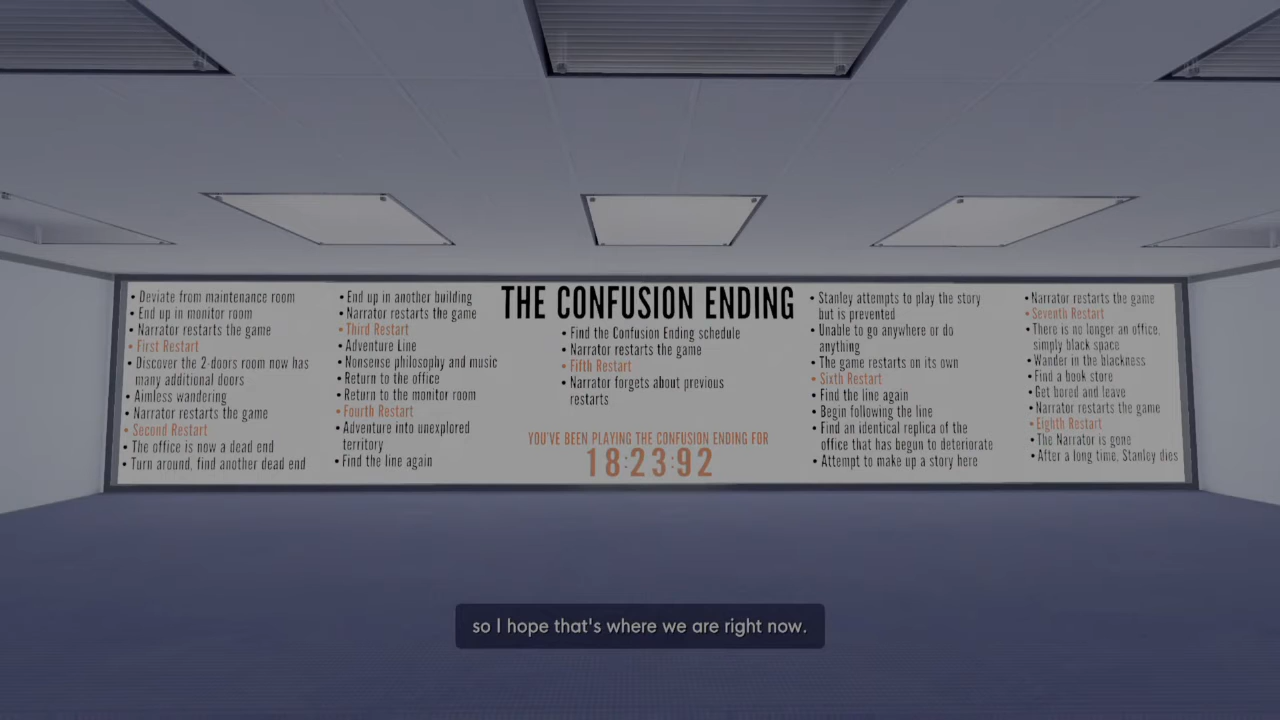 • Deviate from maintenance room
• End up in monitor room
• Narrator restarts the game
• First Restart
• Discover the 2-doors room now has
many additional doors
• Aimless wandering
• Narrator restarts the game
• Second Restart
• The office is now a dead end
• Turn around, find another dead end
• End up in another building
• Narrator restarts the game
• Third Restart
• Adventure Line
• Nonsense philosophy and music
• Return to the office
• Return to the monitor room
• Fourth Restart
• Adventure into unexplored
territory
• Find the line again
THE CONFUSION ENDING
• Find the Confusion Ending schedule
• Narrator restarts the game
• Fifth Restart
• Narrator forgets about previous
restarts
YOU'VE BEEN PLAYING THE CONFUSION ENDING FOR
18:23:92
• Stanley attempts to play the story
but is prevented
• Unable to go anywhere or do
anything
• The game restarts on its own
• Sixth Restart
• Find the line again
• Begin following the line
• Find an identical replica of the
office that has begun to deteriorate
• Attempt to make up a story here
• Narrator restarts the game
• Seventh Restart
• There is no longer an office,
simply black space
• Wander in the blackness
• Find a book store
• Get bored and leave
• Narrator restarts the game
• Eighth Restart
• The Narrator is gone
• After a long time, Stanley dies
so I hope that's where we are right now.